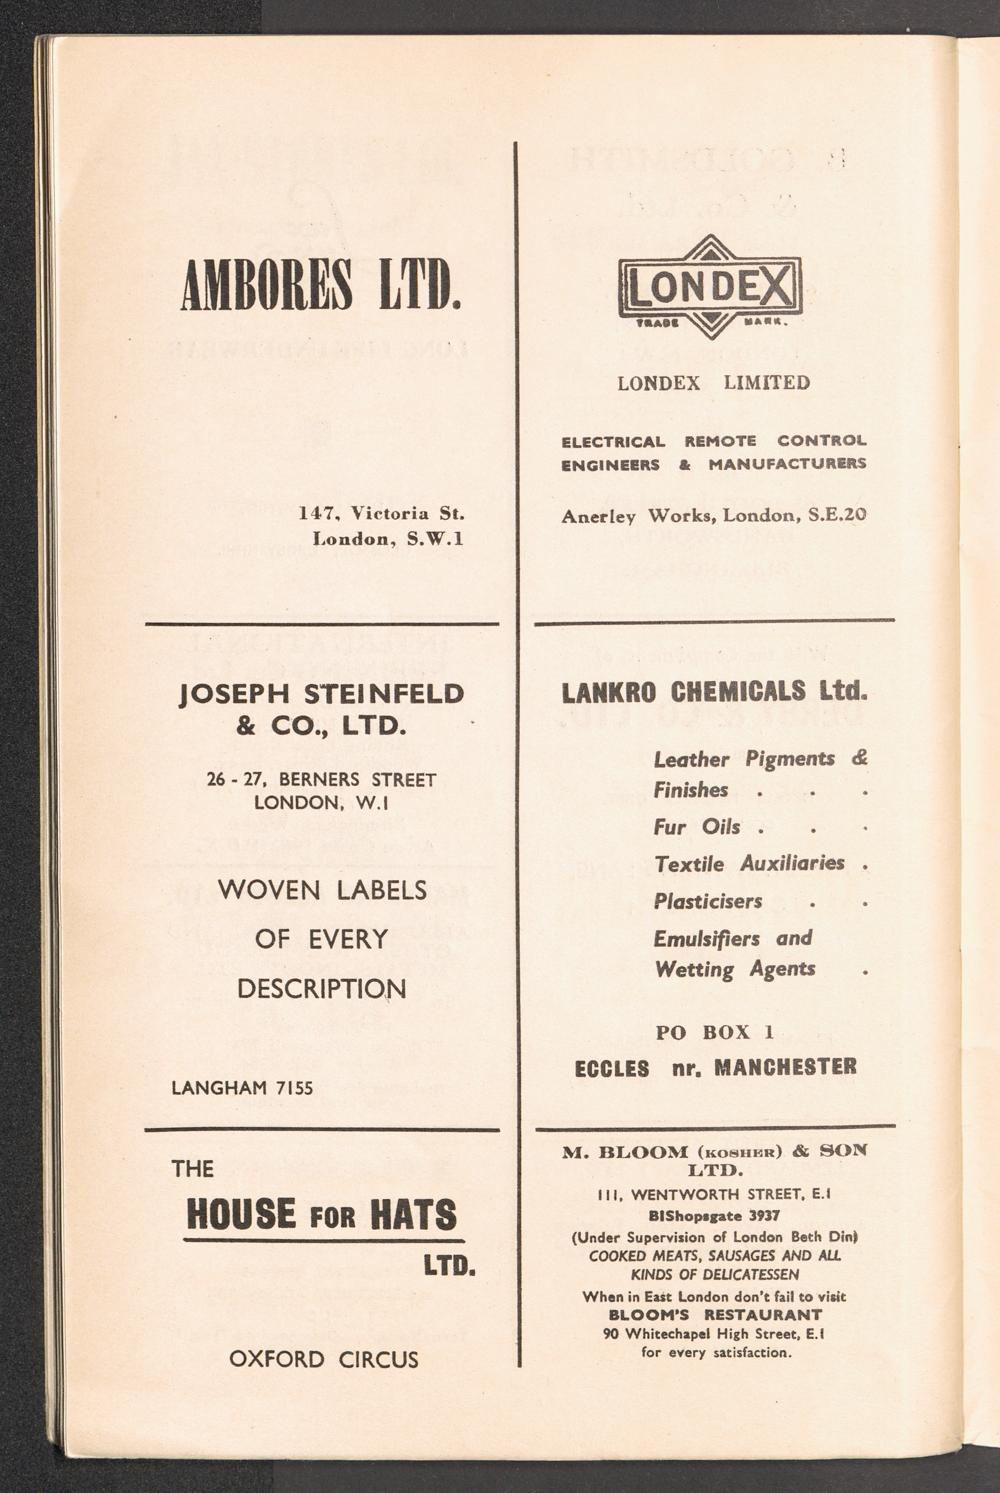 AMBORES LTD.
147, Victoria St.
London, S.W.1
JOSEPH STEINFELD
& CO., LTD.
26 - 27, BERNERS STREET
LONDON, W.1
WOVEN LABELS
OF EVERY
DESCRIPTION
LANGHAM 7155
THE
HOUSE FOR HATS
LTD.
OXFORD CIRCUS
LONDEX
TRADE MARK.
LONDEX LIMITED
ELECTRICAL REMOTE CONTROL
ENGINEERS & MANUFACTURERS
Anerley Works, London, S.E.20
LANKRO CHEMICALS Ltd.
Leather Pigments &
Finishes . . .
Fur Oils . . .
Textile Auxiliaries .
Plasticisers . .
Emulsifiers and
Wetting Agents .
PO BOX 1
ECCLES nr. MANCHESTER
M. BLOOM (KOSHER) & SON
LTD.
111, WENTWORTH STREET, E.1
BIShopsgate 3937
(Under Supervision of London Beth Din)
COOKED MEATS, SAUSAGES AND ALL
KINDS OF DELICATESSEN
When in East London don't fail to visit
BLOOM'S RESTAURANT
90 Whitechapel High Street, E.1
for every satisfaction.